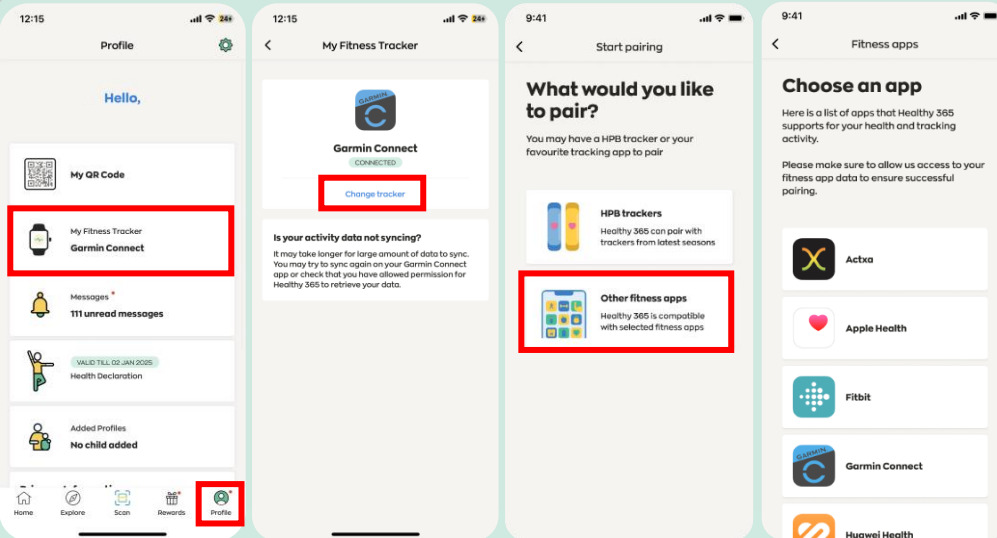 12:15
24+
Profile
Hello,
My QR Code
My Fitness Tracker
Garmin Connect
Messages
111 unread messages
VALID TILL 02 JAN 2025
Health Declaration
Added Profiles
No child added
Home
Explore
Scan
Rewards
Profile
12:15
24+
My Fitness Tracker
GARMIN
Garmin Connect
CONNECTED
Change tracker
Is your activity data not syncing?
It may take longer for large amount of data to sync.
You may try to sync again on your Garmin Connect
app or check that you have allowed permission for
Healthy 365 to retrieve your data.
9:41
Start pairing
What would you like
to pair?
You may have a HPB tracker or your
favourite tracking app to pair
HPB trackers
Healthy 365 can pair with
trackers from latest seasons
Other fitness apps
Healthy 365 is compatible
with selected fitness apps
9:41
Fitness apps
Choose an app
Here is a list of apps that Healthy 365
supports for your health and tracking
activity.
Please make sure to allow us access to your
fitness app data to ensure successful
pairing.
Actxa
Apple Health
Fitbit
GARMIN
Garmin Connect
Huawei Health